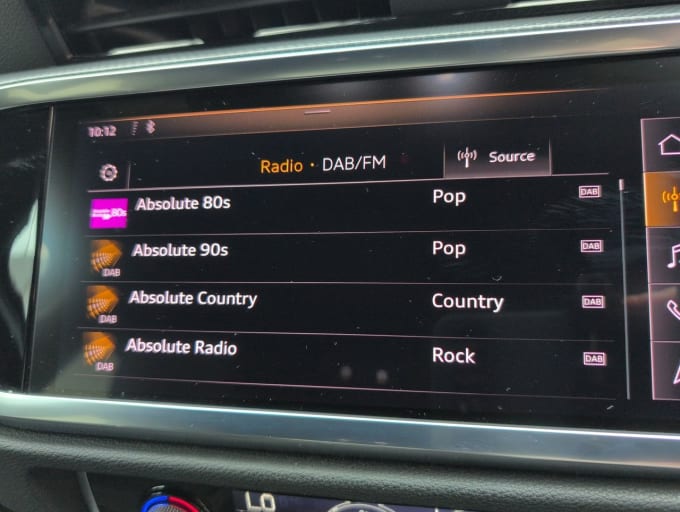 10:12
Radio · DAB/FM
Source
Absolute 80s Pop DAB
Absolute 90s Pop DAB
DAB
Absolute Country Country DAB
DAB
Absolute Radio Rock DAB
DAB
LO